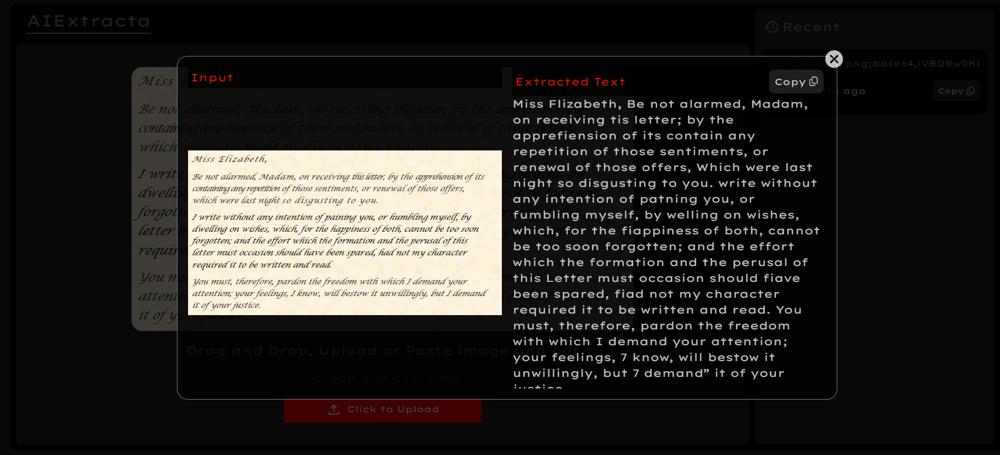 AIExtracta
Recent
Input
Extracted Text
Copy
Miss Elizabeth,
Be not alarmed, Madam, on receiving this letter, by the apprehension of its
containing any repetition of those sentiments, or renewal of those offers,
which were last night so disgusting to you.
I write without any intention of paining you, or humbling myself, by
dwelling on wishes, which, for the happiness of both, cannot be too soon
forgotten; and the effort which the formation and the perusal of this
letter must occasion should have been spared, had not my character
required it to be written and read.
You must, therefore, pardon the freedom with which I demand your
attention; your feelings, I know, will bestow it unwillingly, but I demand
it of your justice.
Miss Flizabeth, Be not alarmed, Madam,
on receiving tis letter; by the
apprefiension of its contain any
repetition of those sentiments, or
renewal of those offers, Which were last
night so disgusting to you. write without
any intention of patning you, or
fumbling myself, by welling on wishes,
which, for the fiappiness of both, cannot
be too soon forgotten; and the effort
which the formation and the perusal of
this Letter must occasion should fiave
been spared, fiad not my character
required it to be written and read. You
must, therefore, pardon the freedom
with which I demand your attention;
your feelings, 7 know, will bestow it
unwillingly, but 7 demand” it of your
justice
data:image/png;base64,iVBORw0KG
ago
Copy
Drag and Drop, Upload or Paste image and pdf
Upload one at a time
Click to Upload